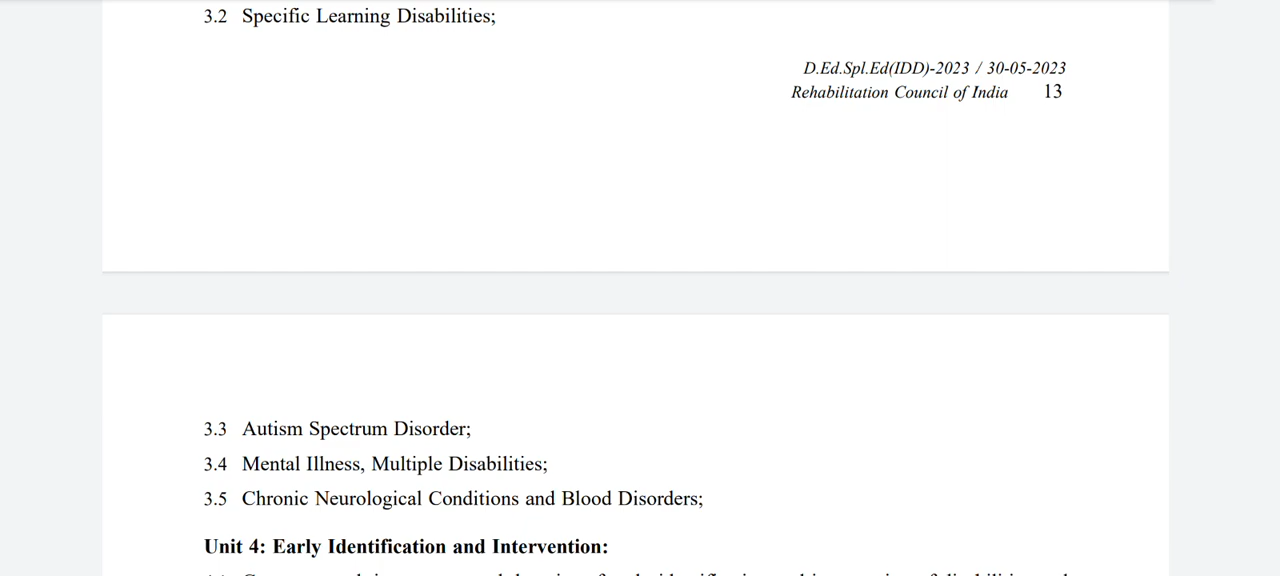 3.2 Specific Learning Disabilities;
D.Ed.Spl.Ed(IDD)-2023 / 30-05-2023
Rehabilitation Council of India 13
3.3 Autism Spectrum Disorder;
3.4 Mental Illness, Multiple Disabilities;
3.5 Chronic Neurological Conditions and Blood Disorders;
Unit 4: Early Identification and Intervention: